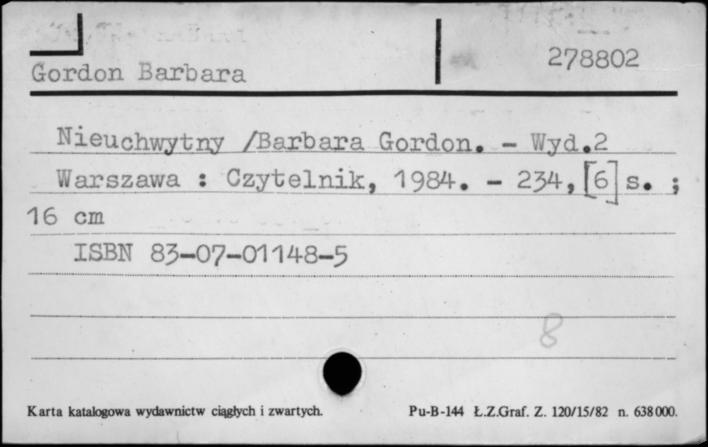 Gordon Barbara 278802
Nieuchwytny /Barbara Gordon. - Wyd.2
Warszawa : Czytelnik, 1984. - 234,[6] s. ;
16 cm
ISBN 83-07-01148-5
8
Karta katalogowa wydawnictw ciągłych i zwartych. Pu-B-144 Ł.Z.Graf. Z. 120/15/82 n. 638000.